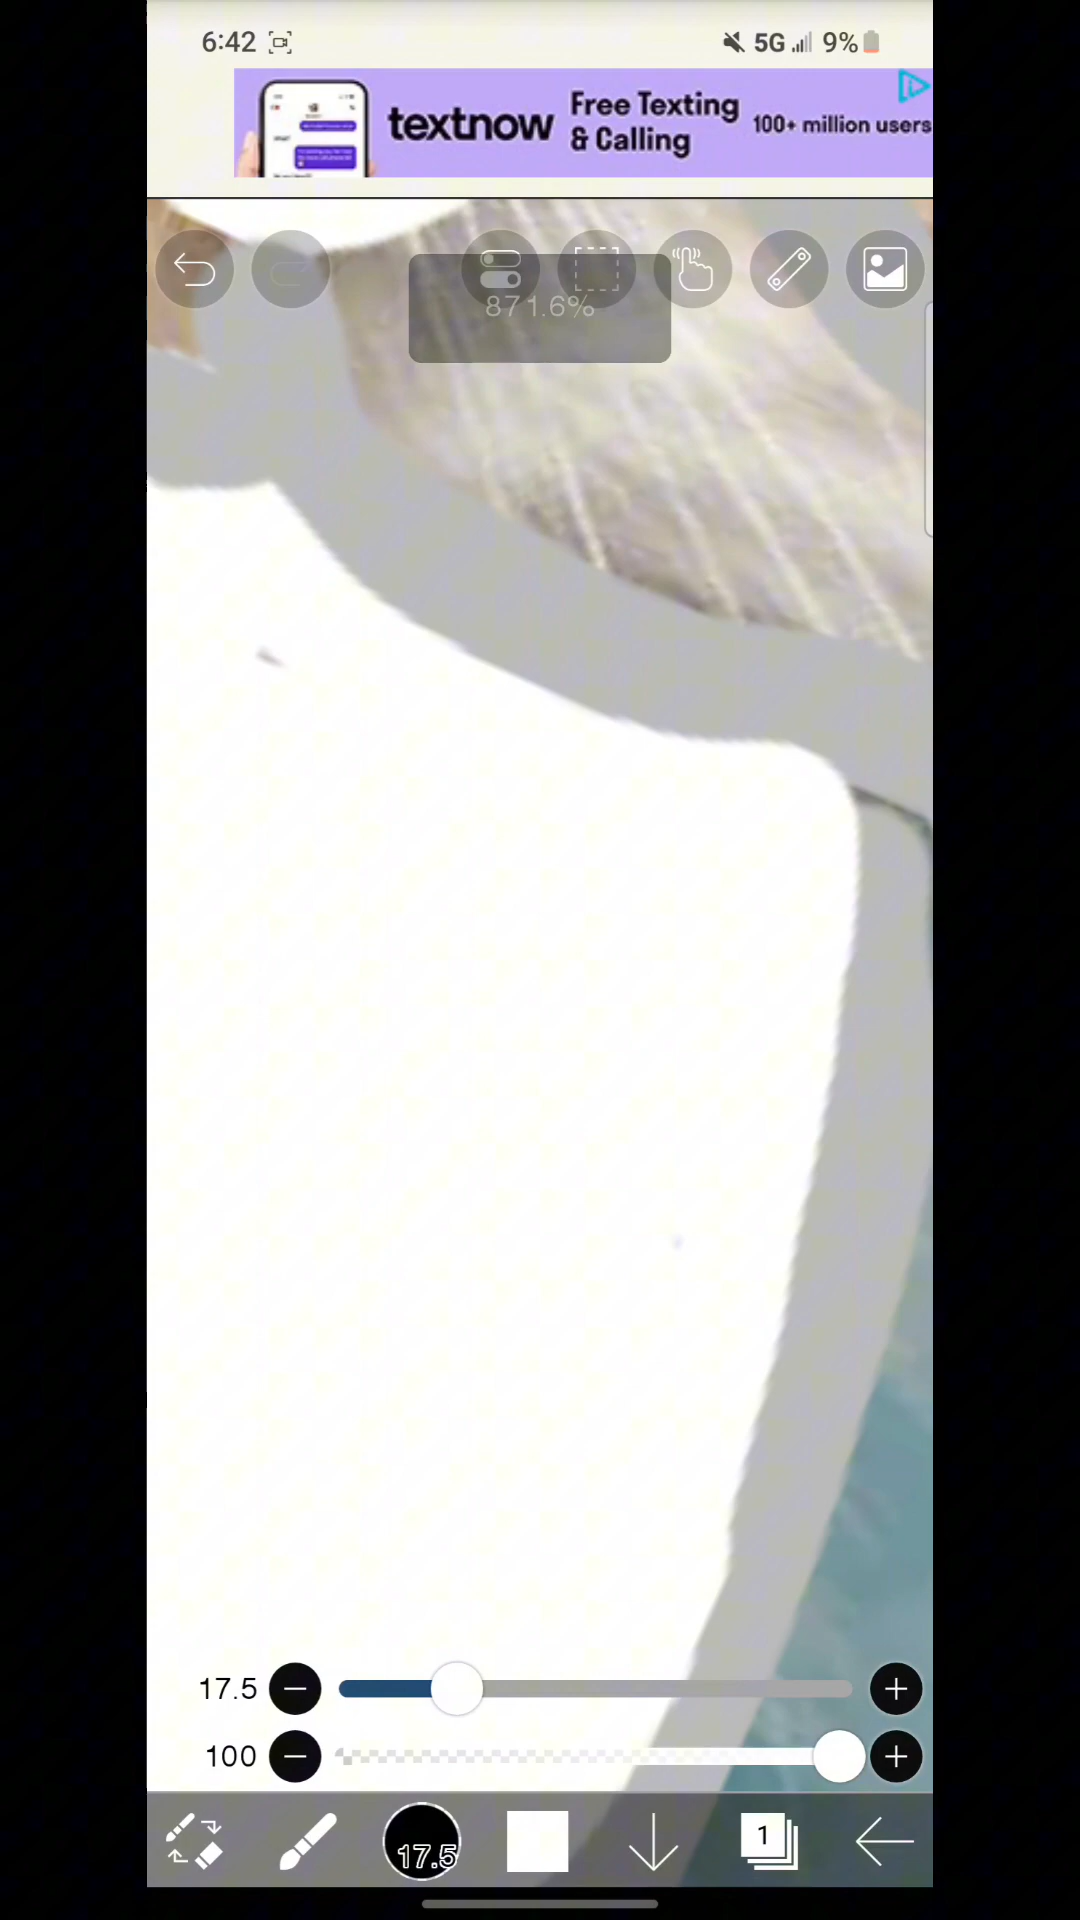 6:42
5G 9%
textnow
Free Texting
& Calling
100+ million users
871.6%
17.5
100
17.5
1